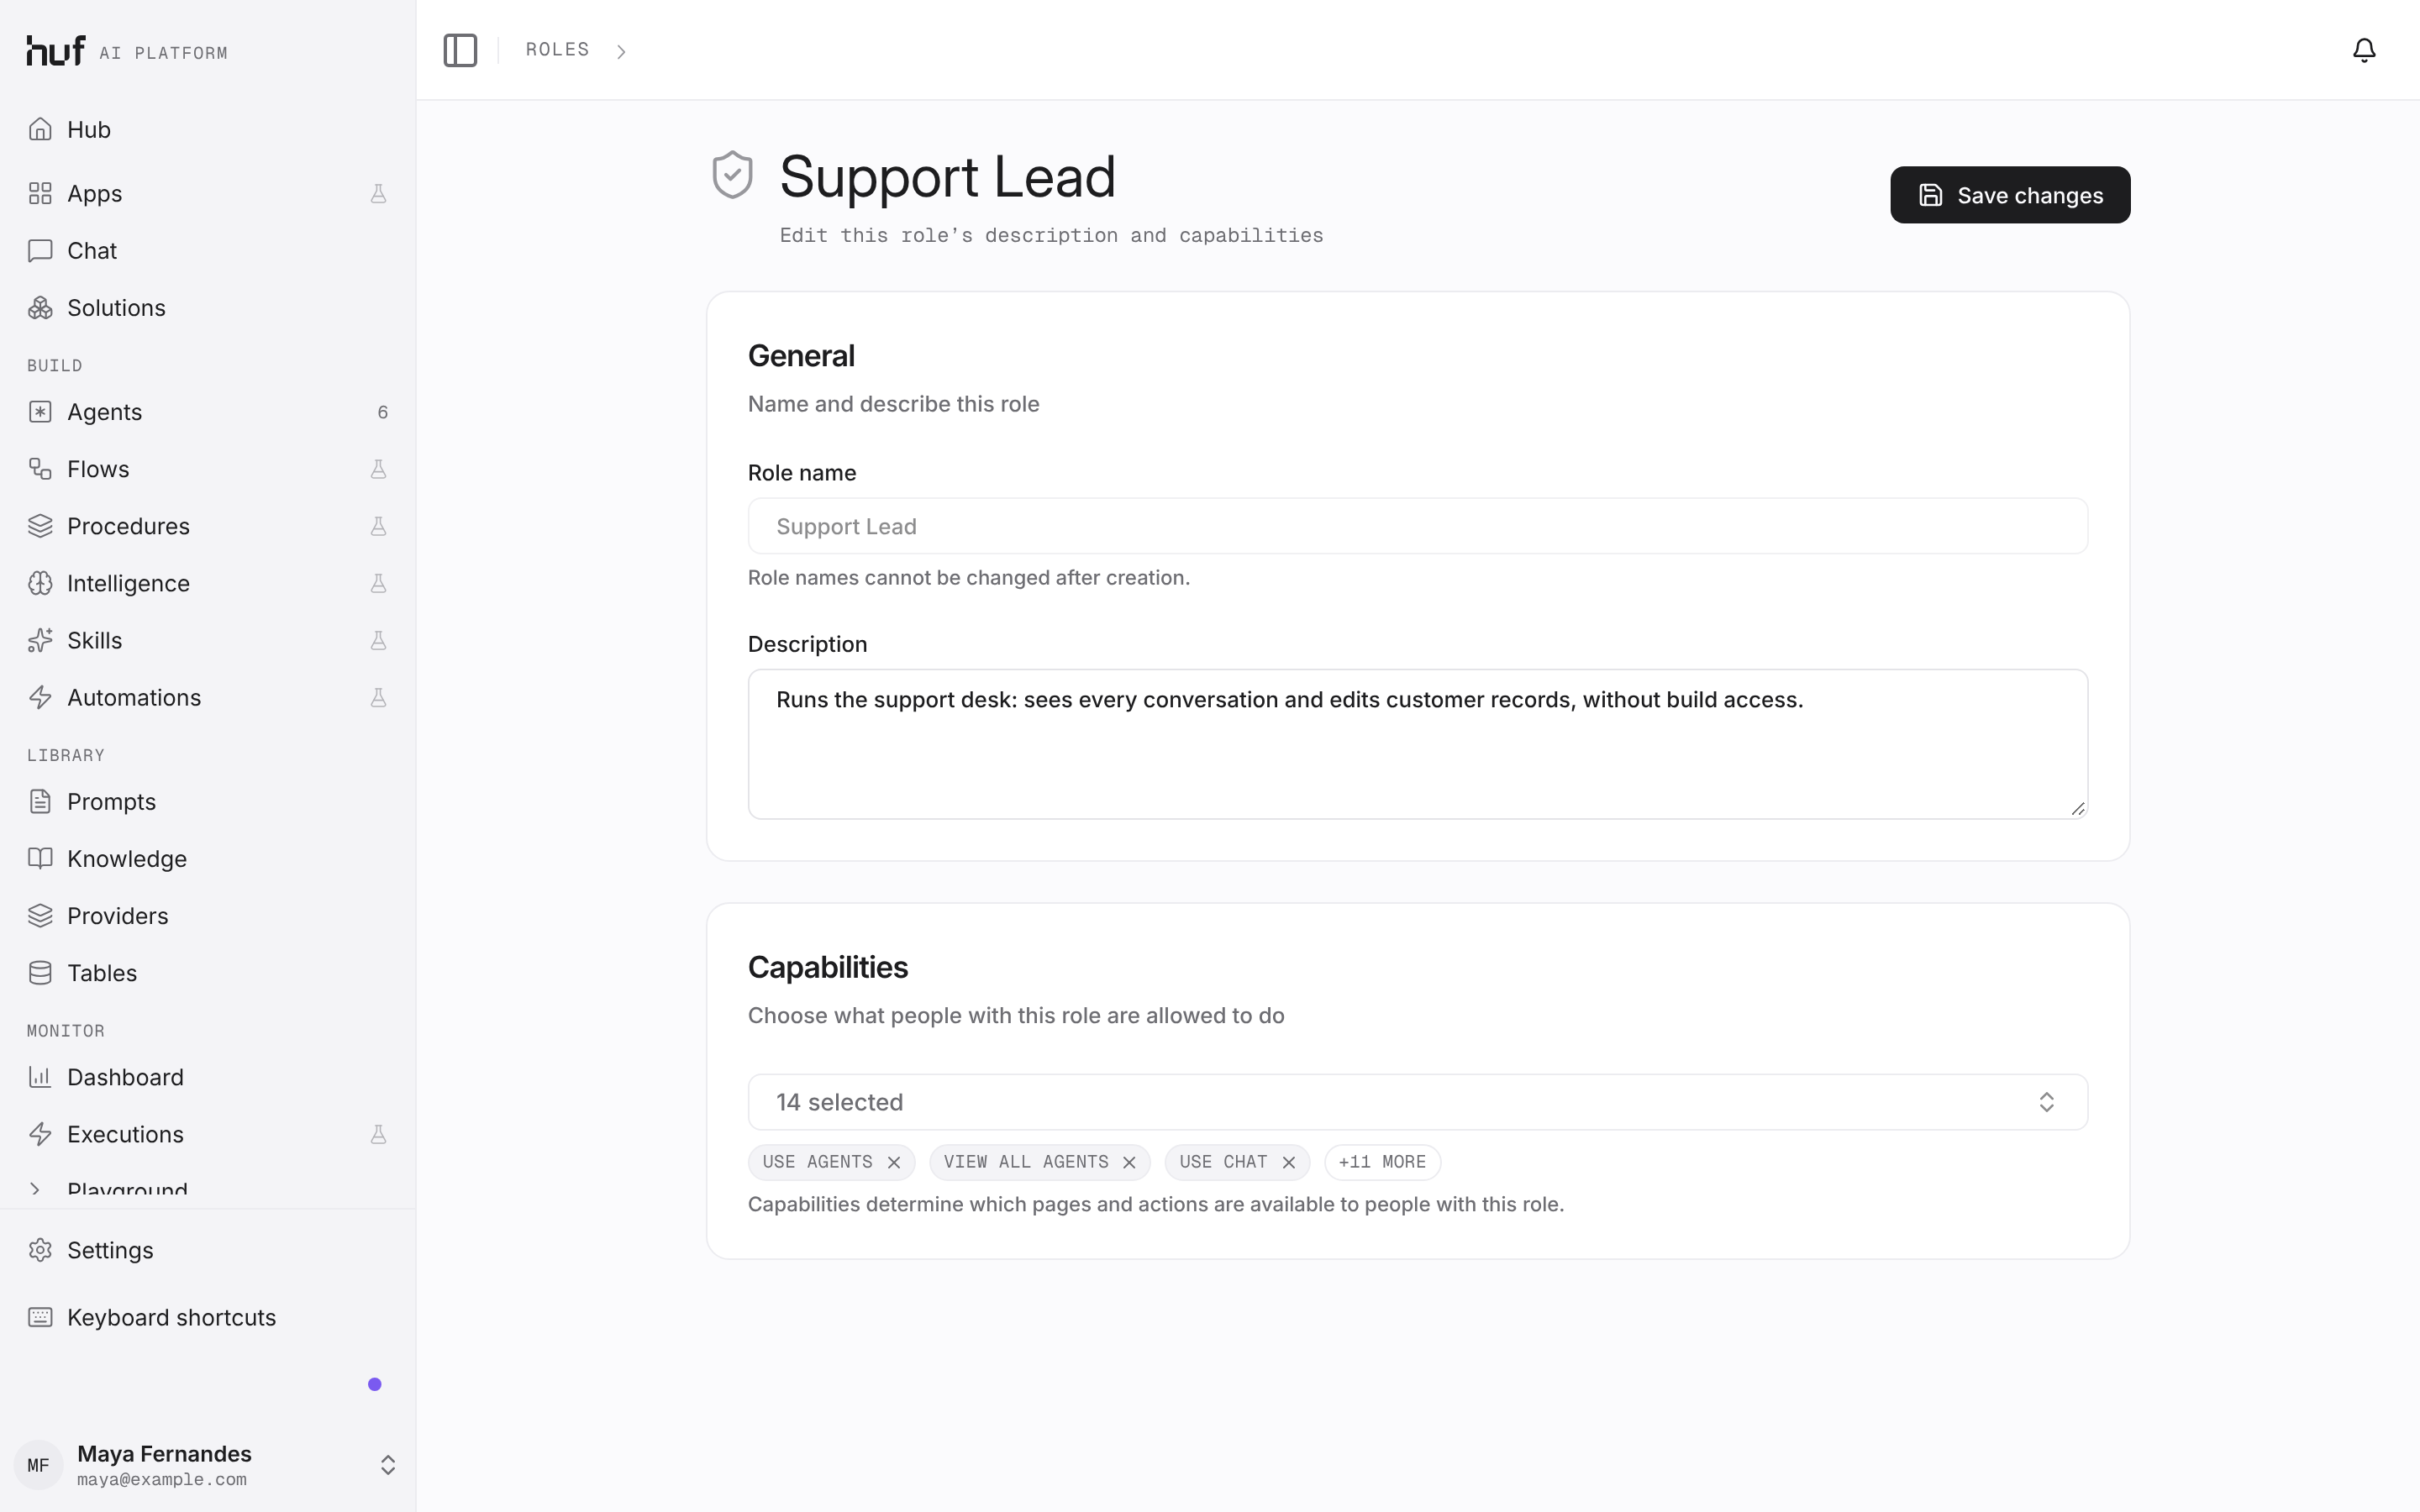 huf AI PLATFORM
Hub
Apps
Chat
Solutions
BUILD
Agents 6
Flows
Procedures
Intelligence
Skills
Automations
LIBRARY
Prompts
Knowledge
Providers
Tables
MONITOR
Dashboard
Executions
Playground
Settings
Keyboard shortcuts
MF
Maya Fernandes
maya@example.com
ROLES
Support Lead
Edit this role’s description and capabilities
Save changes
General
Name and describe this role
Role name
Support Lead
Role names cannot be changed after creation.
Description
Runs the support desk: sees every conversation and edits customer records, without build access.
Capabilities
Choose what people with this role are allowed to do
14 selected
USE AGENTS VIEW ALL AGENTS USE CHAT +11 MORE
Capabilities determine which pages and actions are available to people with this role.